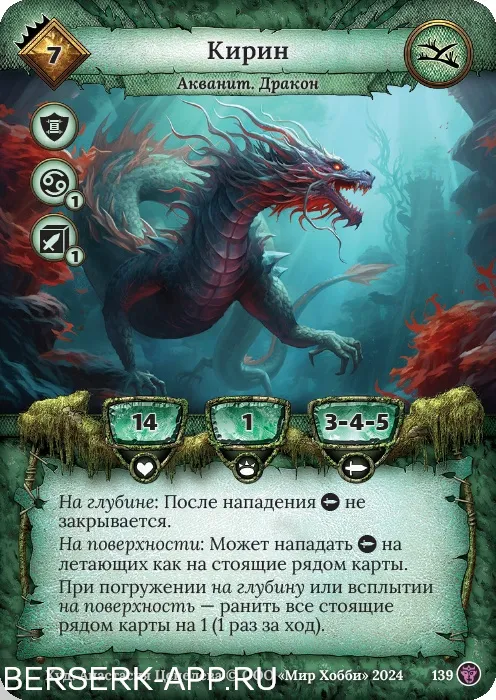 7
Кирин
Акванит. Дракон
1
1
14
1
3-4-5
На глубине: После нападения не
закрывается.
На поверхности: Может нападать на
летающих как на стоящие рядом карты.
При погружении на глубину или всплытии
на поверхность — ранить все стоящие
рядом карты на 1 (1 раз за ход).
© ООО «Мир Хобби» 2024
139
BERSERK-APP.RU